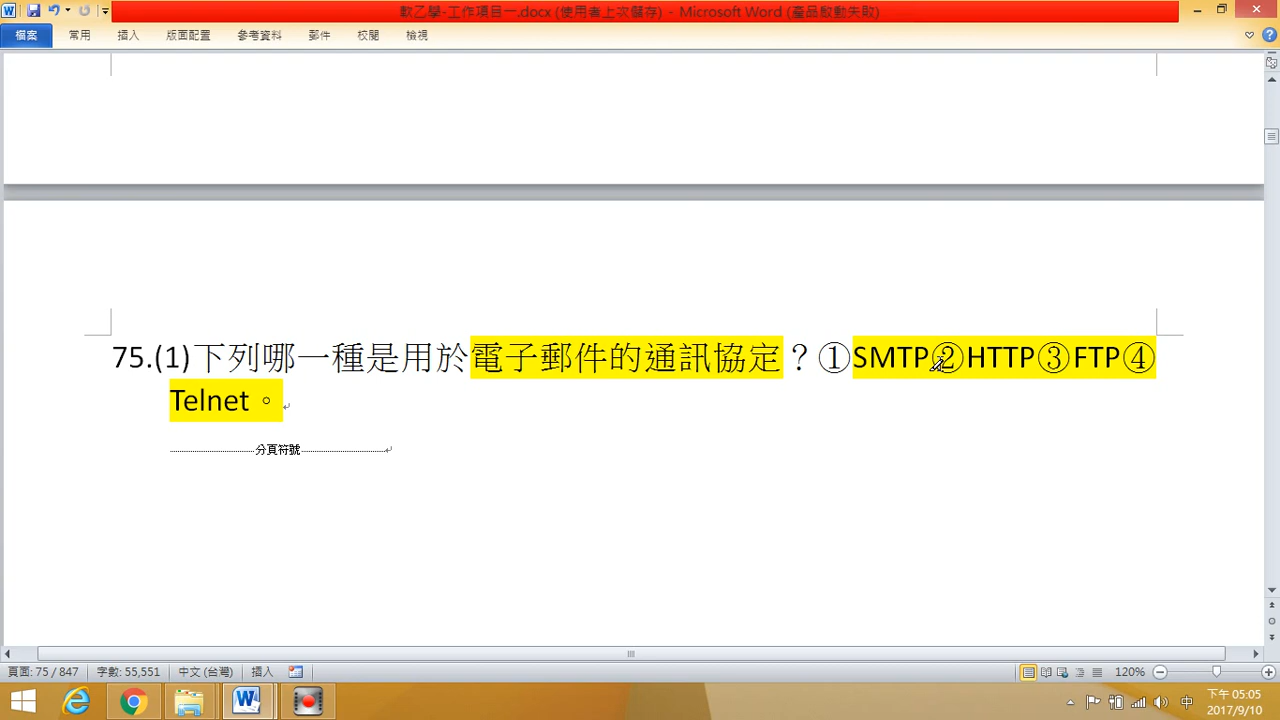 軟乙學-工作項目一.docx (使用者上次儲存) - Microsoft Word (產品啟動失敗)
檔案 常用 插入 版面配置 參考資料 郵件 校閱 檢視
75.(1)下列哪一種是用於電子郵件的通訊協定？①SMTP②HTTP③FTP④
Telnet。
分頁符號
頁面: 75 / 847 字數: 55,551 中文 (台灣) 插入 120%
中 下午 05:05
2017/9/10